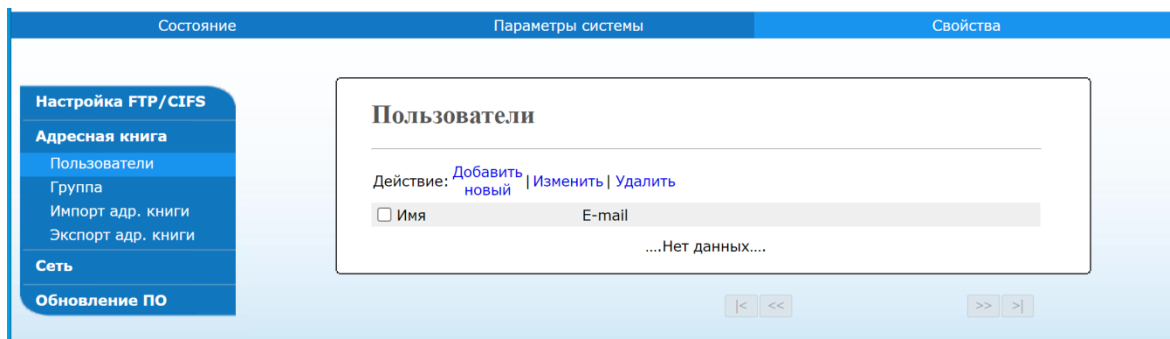 Состояние Параметры системы Свойства
Настройка FTP/CIFS
Адресная книга
Пользователи
Группа
Импорт адр. книги
Экспорт адр. книги
Сеть
Обновление ПО
Пользователи
Действие: Добавить новый | Изменить | Удалить
Имя E-mail
....Нет данных....
|< << >> >|